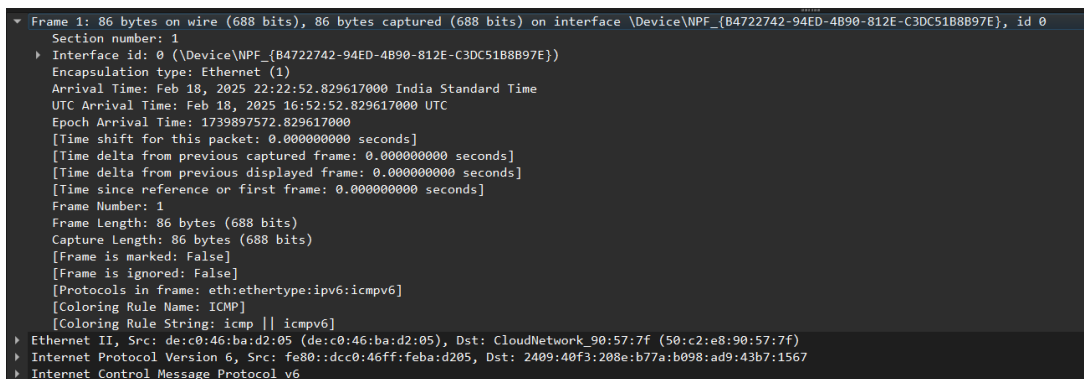 Frame 1: 86 bytes on wire (688 bits), 86 bytes captured (688 bits) on interface \Device\NPF_{B4722742-94ED-4B90-812E-C3DC51B8B97E}, id 0
Section number: 1
Interface id: 0 (\Device\NPF_{B4722742-94ED-4B90-812E-C3DC51B8B97E})
Encapsulation type: Ethernet (1)
Arrival Time: Feb 18, 2025 22:22:52.829617000 India Standard Time
UTC Arrival Time: Feb 18, 2025 16:52:52.829617000 UTC
Epoch Arrival Time: 1739897572.829617000
[Time shift for this packet: 0.000000000 seconds]
[Time delta from previous captured frame: 0.000000000 seconds]
[Time delta from previous displayed frame: 0.000000000 seconds]
[Time since reference or first frame: 0.000000000 seconds]
Frame Number: 1
Frame Length: 86 bytes (688 bits)
Capture Length: 86 bytes (688 bits)
[Frame is marked: False]
[Frame is ignored: False]
[Protocols in frame: eth:ethertype:ipv6:icmpv6]
[Coloring Rule Name: ICMP]
[Coloring Rule String: icmp || icmpv6]
Ethernet II, Src: de:c0:46:ba:d2:05 (de:c0:46:ba:d2:05), Dst: CloudNetwork_90:57:7f (50:c2:e8:90:57:7f)
Internet Protocol Version 6, Src: fe80::dcc0:46ff:feba:d205, Dst: 2409:40f3:208e:b77a:b098:ad9:43b7:1567
Internet Control Message Protocol v6